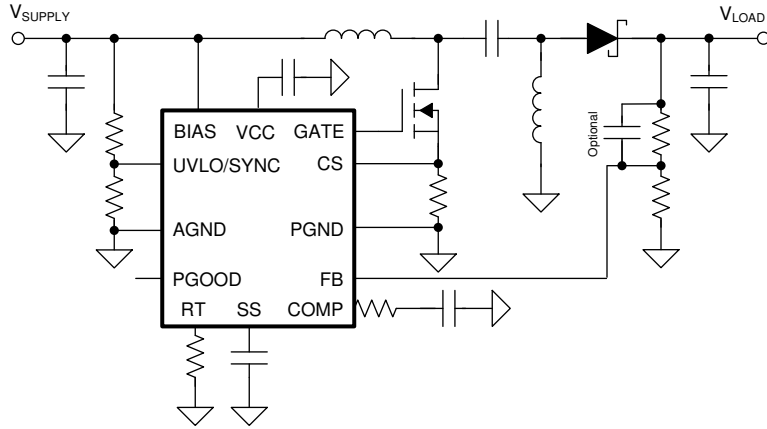 VSUPPLY
VLOAD
BIAS
VCC
GATE
Optional
UVLO/SYNC
CS
AGND
PGND
PGOOD
FB
RT
SS
COMP